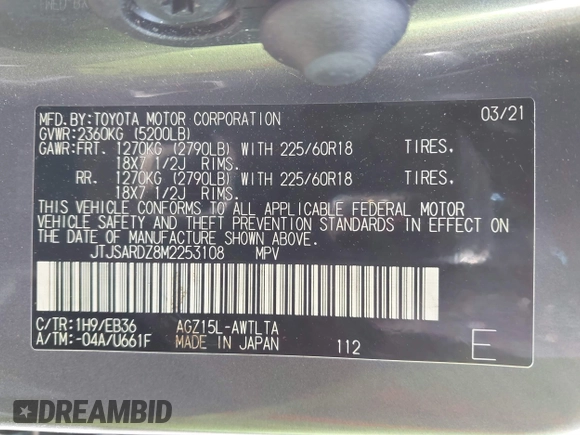 MFD.BY:TOYOTA MOTOR CORPORATION 03/21
GVWR:2360KG (5200LB)
GAWR:FRT. 1270KG (2790LB) WITH 225/60R18 TIRES.
18X7 1/2J RIMS.
RR. 1270KG (2790LB) WITH 225/60R18 TIRES.
18X7 1/2J RIMS.
THIS VEHICLE CONFORMS TO ALL APPLICABLE FEDERAL MOTOR
VEHICLE SAFETY AND THEFT PREVENTION STANDARDS IN EFFECT
ON THE DATE OF MANUFACTURE SHOWN ABOVE.
JTJSARDZ8M2253108 MPV
C/TR:1H9/EB36 AGZ15L-AWTLTA
A/TM:-04A/U661F MADE IN JAPAN 112 E
DREAMBID